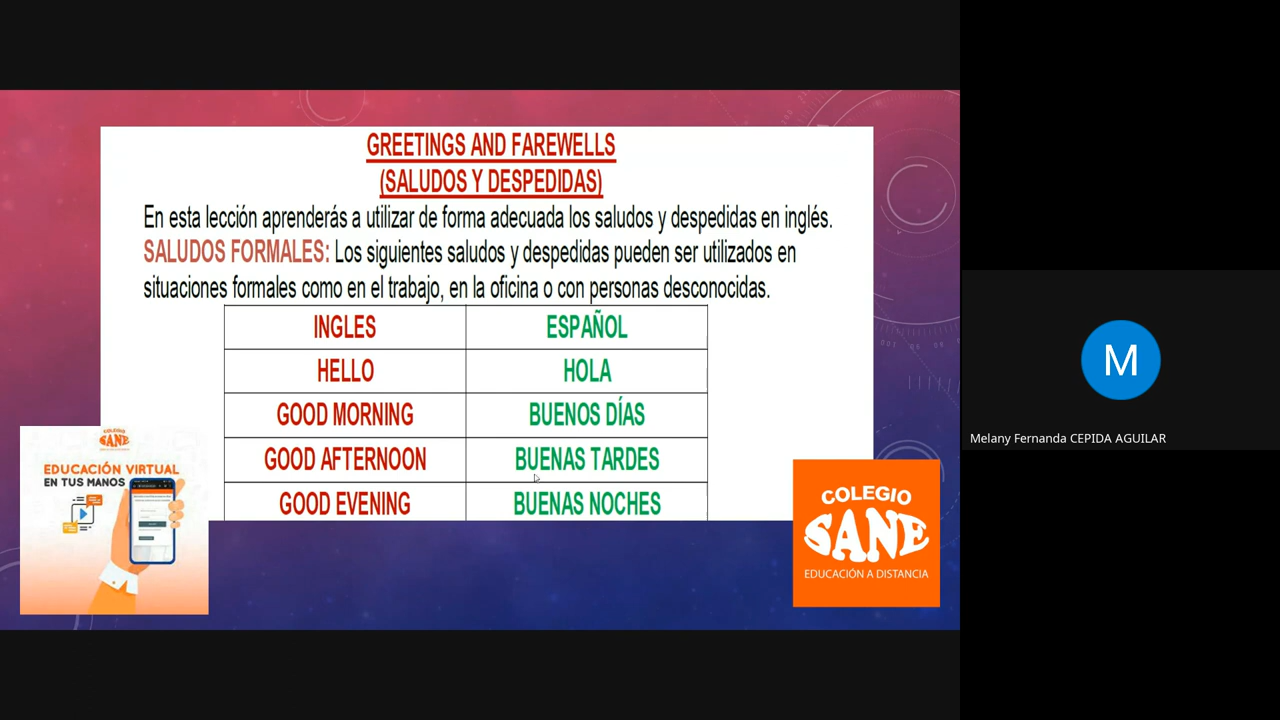 GREETINGS AND FAREWELLS
(SALUDOS Y DESPEDIDAS)
En esta lección aprenderás a utilizar de forma adecuada los saludos y despedidas en inglés.
SALUDOS FORMALES: Los siguientes saludos y despedidas pueden ser utilizados en
situaciones formales como en el trabajo, en la oficina o con personas desconocidas.
INGLES ESPAÑOL
HELLO HOLA
GOOD MORNING BUENOS DÍAS
GOOD AFTERNOON BUENAS TARDES
GOOD EVENING BUENAS NOCHES
COLEGIO
SANE
EDUCACIÓN VIRTUAL
EN TUS MANOS
COLEGIO
SANE
EDUCACIÓN A DISTANCIA
M
Melany Fernanda CEPIDA AGUILAR